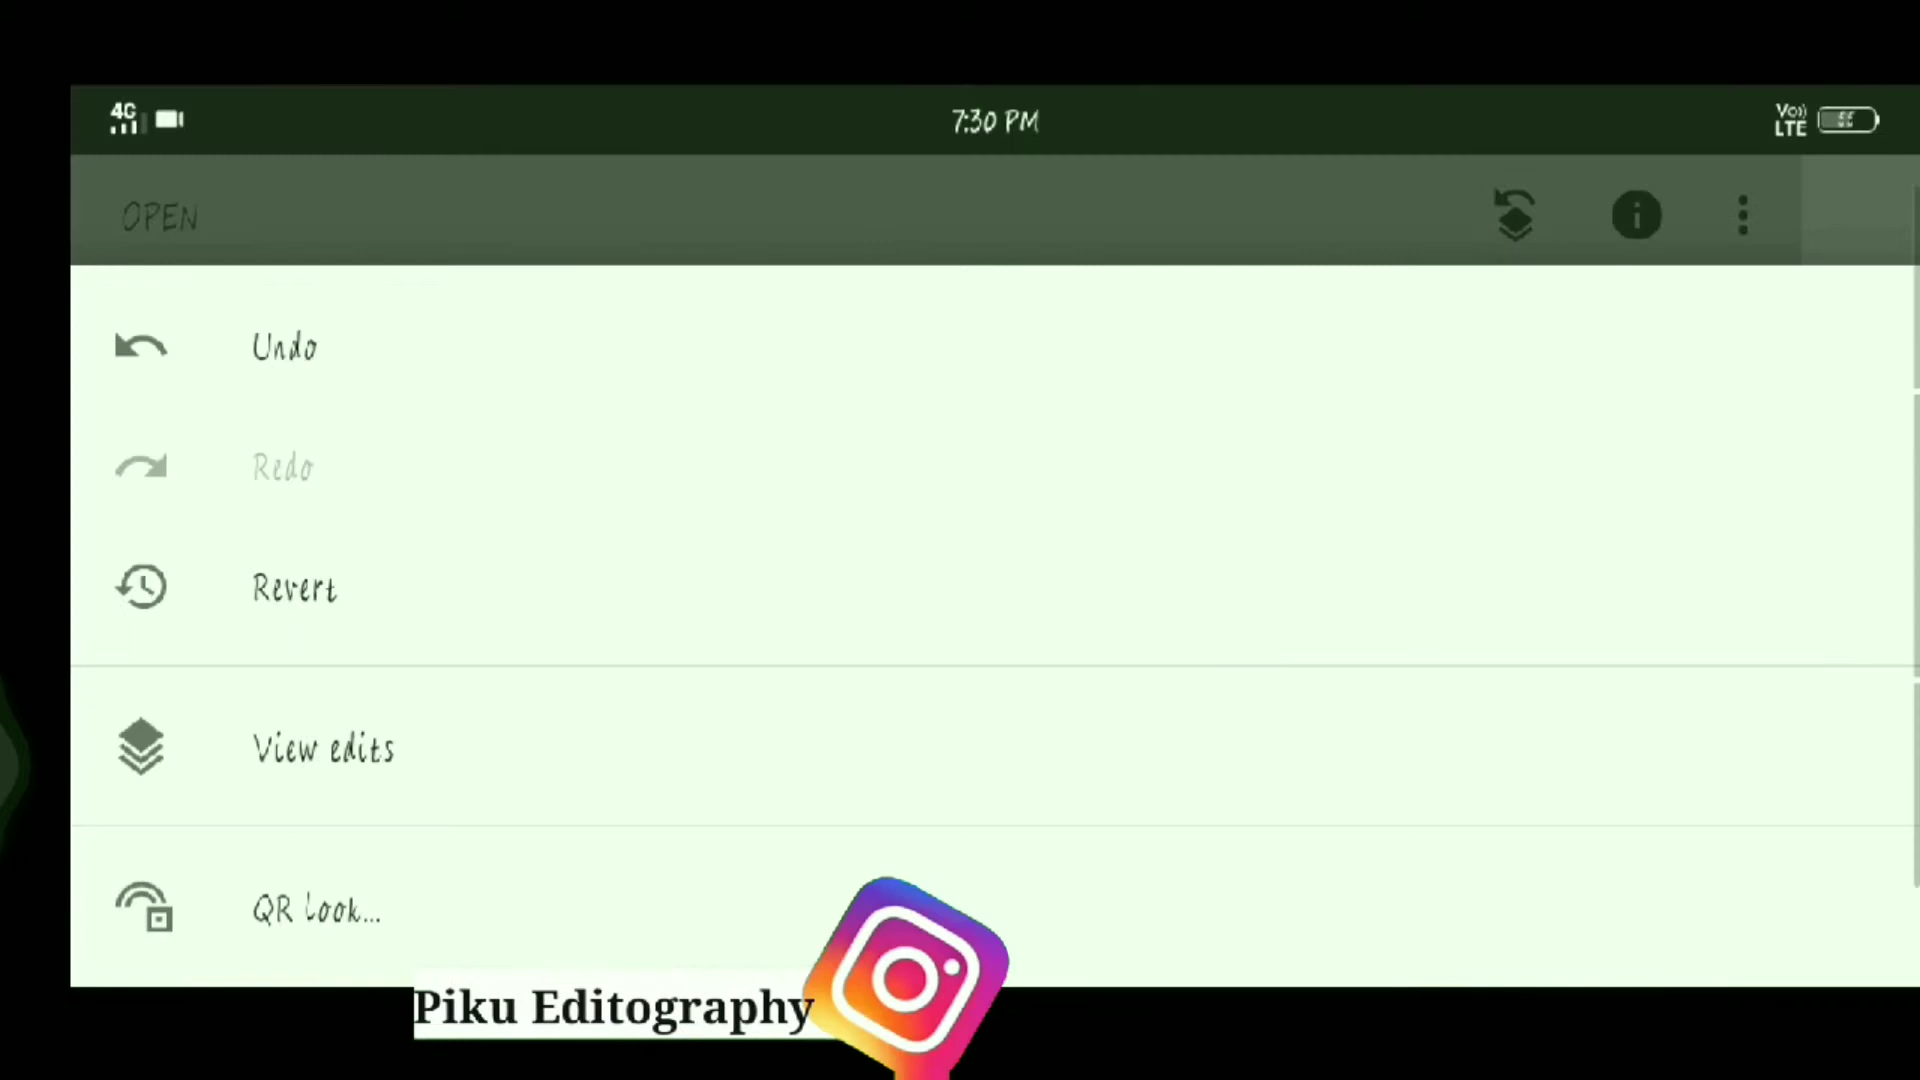 4G
7:30 PM
Vo))
LTE
OPEN
Undo
Redo
Revert
View edits
QR look...
Piku Editography